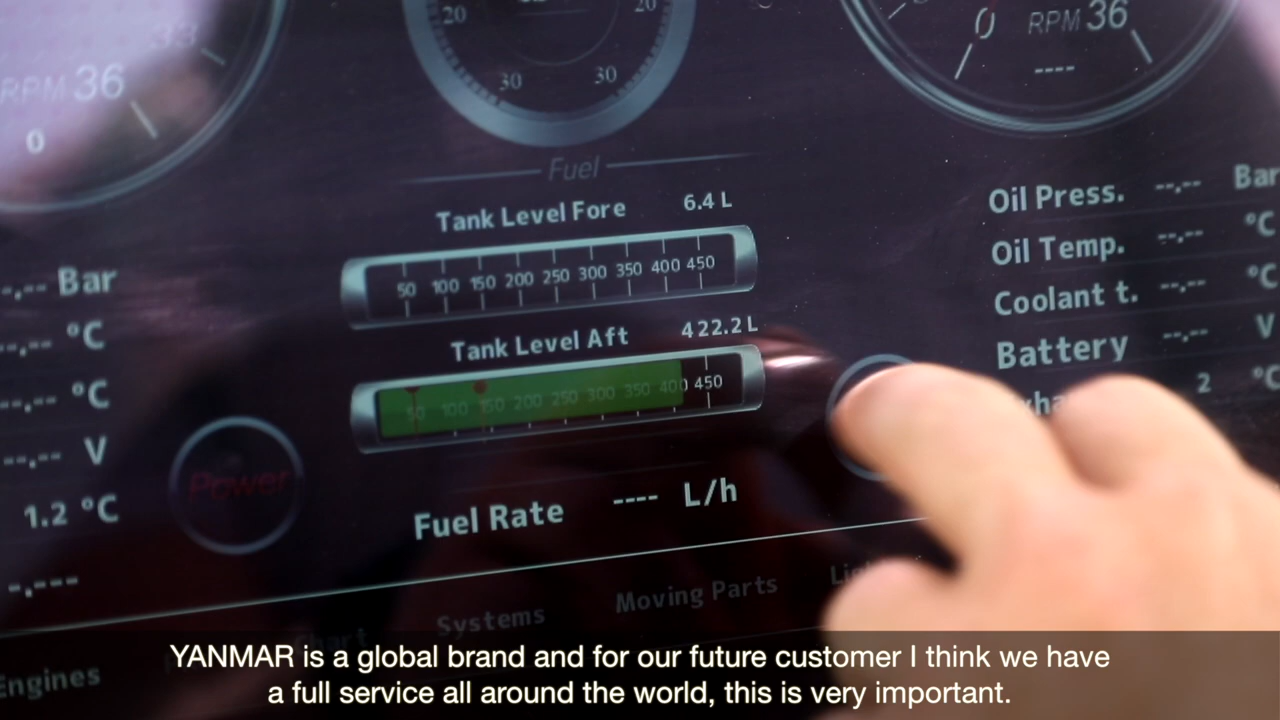 20 20
30 30
33
RPM 36
0
0 RPM 36
----
Fuel
Tank Level Fore 6.4 L
50 100 150 200 250 300 350 400 450
Tank Level Aft 422.2 L
50 100 150 200 250 300 350 400 450
Fuel Rate ---- L/h
-.-- Bar
--.-- °C
--.-- °C
--.-- V
1.2 °C
-.---
Power
Oil Press. --.-- Bar
Oil Temp. --.-- °C
Coolant t. --.-- °C
Battery --.-- V
2 °C
Engines Chart Systems Moving Parts
YANMAR is a global brand and for our future customer I think we have
a full service all around the world, this is very important.